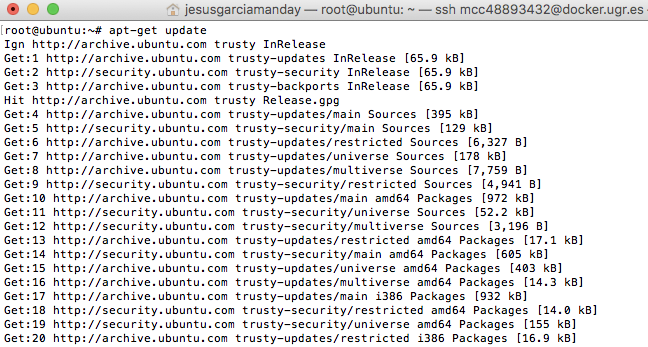 jesusgarciamanday — root@ubuntu: ~ — ssh mcc48893432@docker.ugr.es
[root@ubuntu:~# apt-get update
Ign http://archive.ubuntu.com trusty InRelease
Get:1 http://archive.ubuntu.com trusty-updates InRelease [65.9 kB]
Get:2 http://security.ubuntu.com trusty-security InRelease [65.9 kB]
Get:3 http://archive.ubuntu.com trusty-backports InRelease [65.9 kB]
Hit http://archive.ubuntu.com trusty Release.gpg
Get:4 http://archive.ubuntu.com trusty-updates/main Sources [395 kB]
Get:5 http://security.ubuntu.com trusty-security/main Sources [129 kB]
Get:6 http://archive.ubuntu.com trusty-updates/restricted Sources [6,327 B]
Get:7 http://archive.ubuntu.com trusty-updates/universe Sources [178 kB]
Get:8 http://archive.ubuntu.com trusty-updates/multiverse Sources [7,759 B]
Get:9 http://security.ubuntu.com trusty-security/restricted Sources [4,941 B]
Get:10 http://archive.ubuntu.com trusty-updates/main amd64 Packages [972 kB]
Get:11 http://security.ubuntu.com trusty-security/universe Sources [52.2 kB]
Get:12 http://security.ubuntu.com trusty-security/multiverse Sources [3,196 B]
Get:13 http://archive.ubuntu.com trusty-updates/restricted amd64 Packages [17.1 kB]
Get:14 http://security.ubuntu.com trusty-security/main amd64 Packages [605 kB]
Get:15 http://archive.ubuntu.com trusty-updates/universe amd64 Packages [403 kB]
Get:16 http://archive.ubuntu.com trusty-updates/multiverse amd64 Packages [14.3 kB]
Get:17 http://archive.ubuntu.com trusty-updates/main i386 Packages [932 kB]
Get:18 http://security.ubuntu.com trusty-security/restricted amd64 Packages [14.0 kB]
Get:19 http://security.ubuntu.com trusty-security/universe amd64 Packages [155 kB]
Get:20 http://archive.ubuntu.com trusty-updates/restricted i386 Packages [16.9 kB]